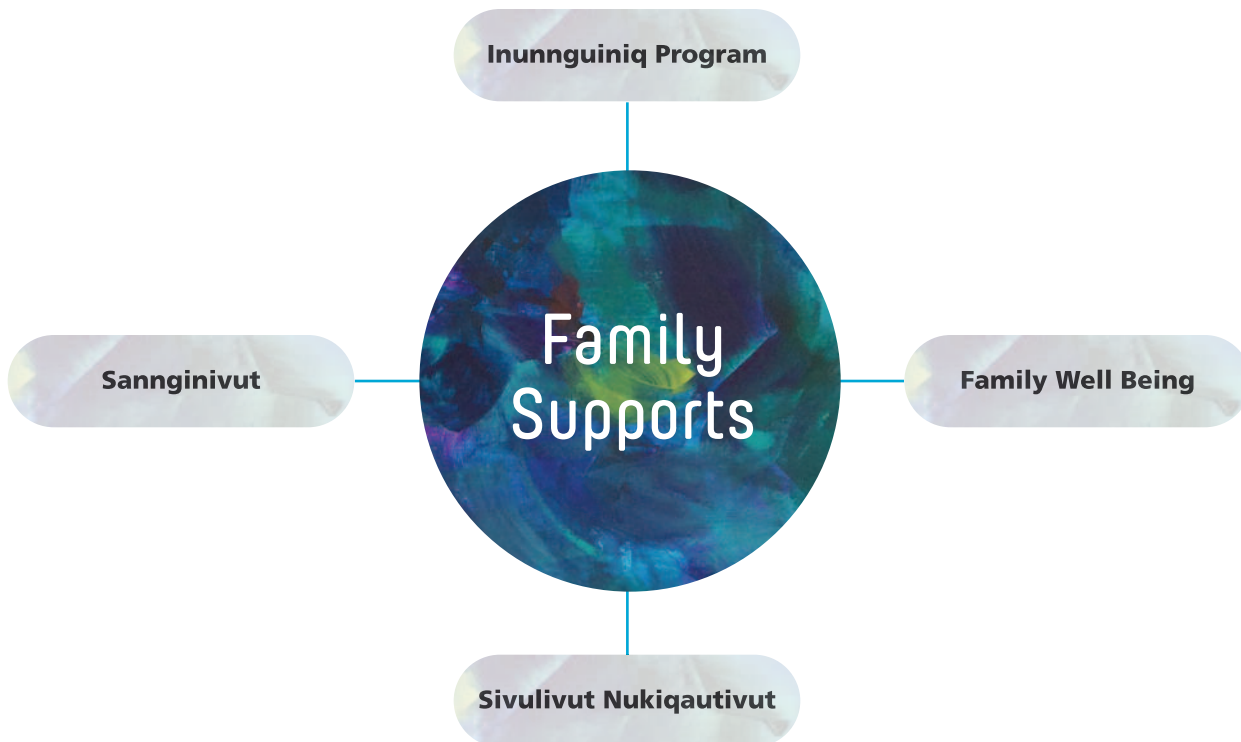 Inunnguiniq Program
Family
Supports
Sannginivut
Family Well Being
Sivulivut Nukiqautivut